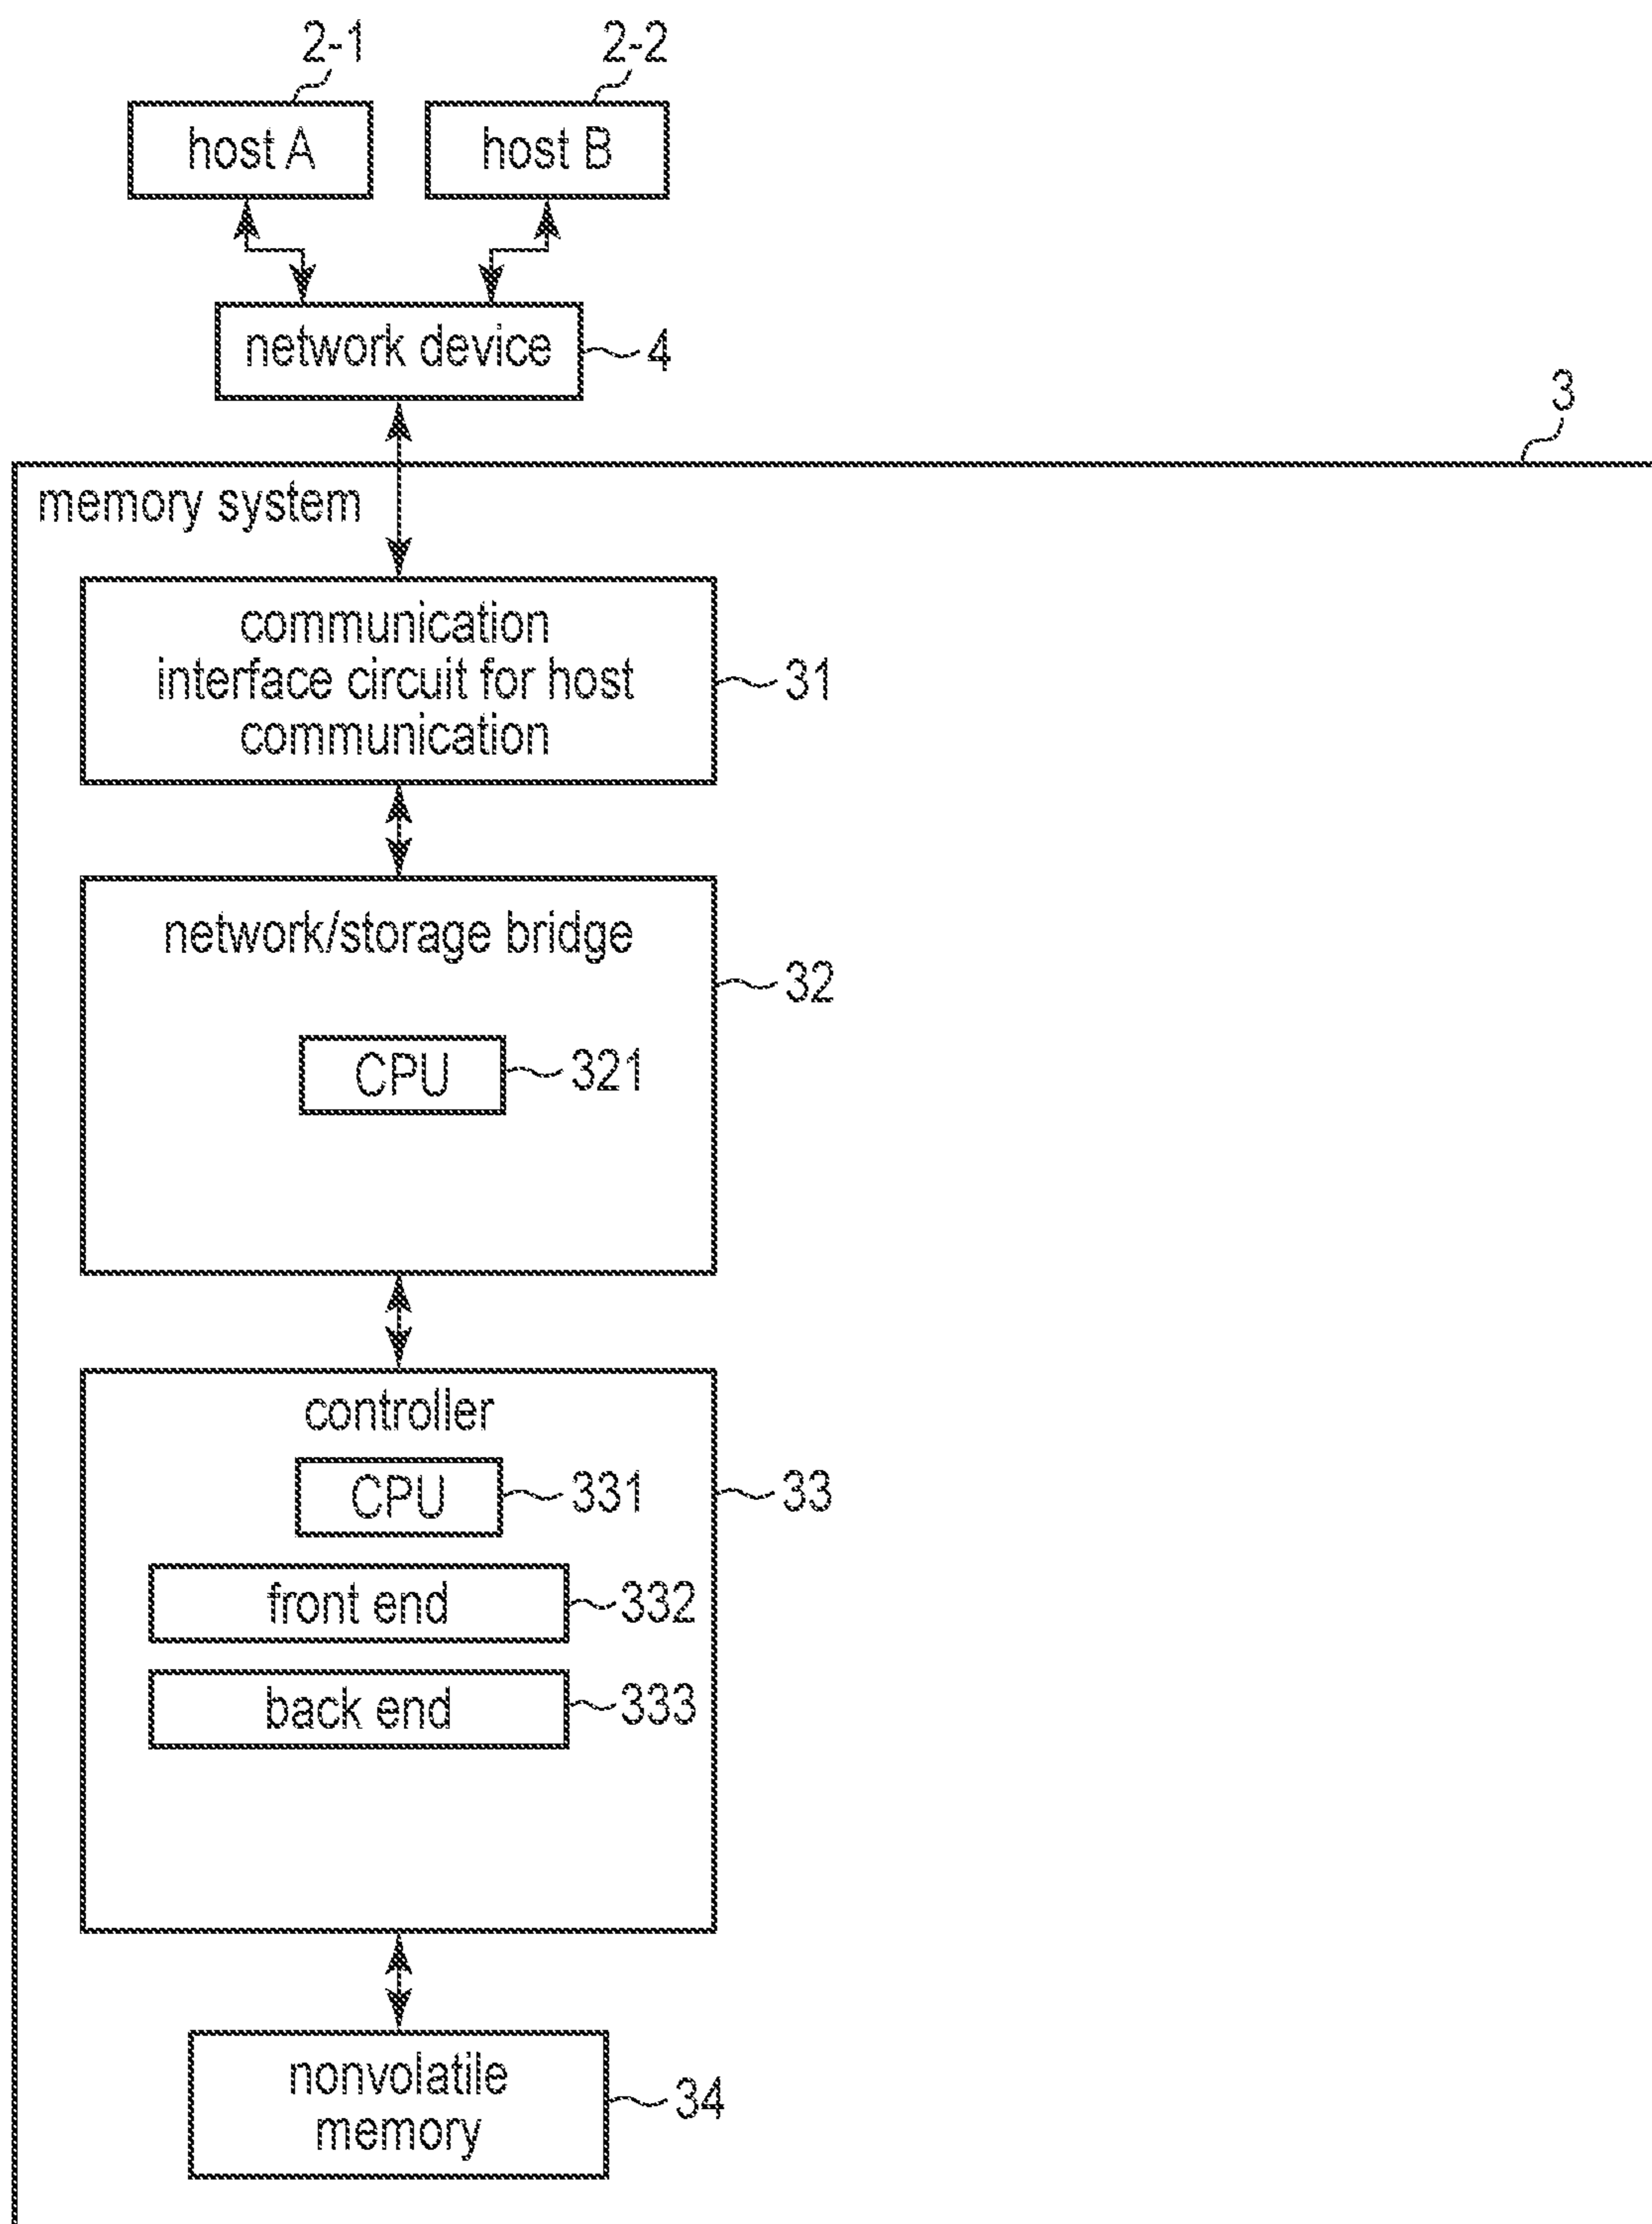 2-1
2-2
host A
host B
network device
4
3
memory system
communication
interface circuit for host
communication
31
network/storage bridge
32
CPU
321
controller
CPU
331
33
front end
332
back end
333
nonvolatile
memory
34